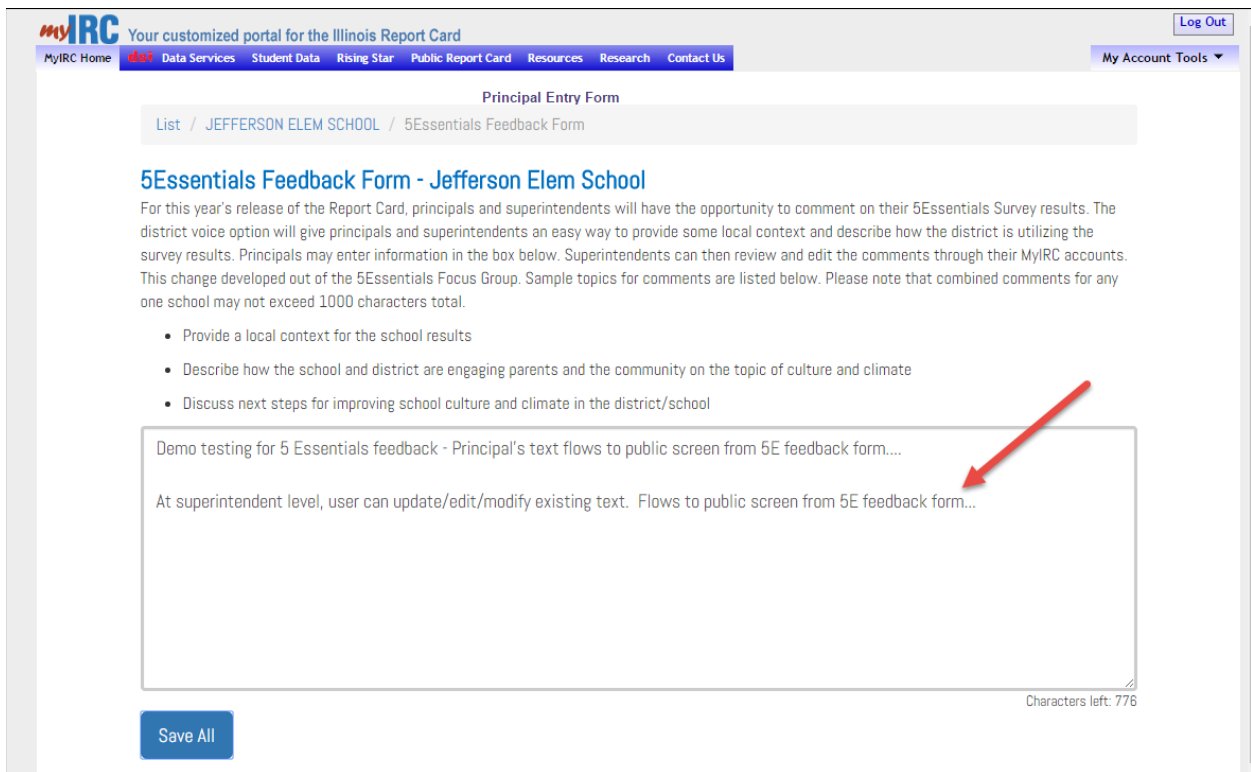 myIRC Your customized portal for the Illinois Report Card
Log Out
MyIRC Home Data Services Student Data Rising Star Public Report Card Resources Research Contact Us
My Account Tools ▼
Principal Entry Form
List / JEFFERSON ELEM SCHOOL / 5Essentials Feedback Form
5Essentials Feedback Form - Jefferson Elem School
For this year's release of the Report Card, principals and superintendents will have the opportunity to comment on their 5Essentials Survey results. The
district voice option will give principals and superintendents an easy way to provide some local context and describe how the district is utilizing the
survey results. Principals may enter information in the box below. Superintendents can then review and edit the comments through their MyIRC accounts.
This change developed out of the 5Essentials Focus Group. Sample topics for comments are listed below. Please note that combined comments for any
one school may not exceed 1000 characters total.
• Provide a local context for the school results
• Describe how the school and district are engaging parents and the community on the topic of culture and climate
• Discuss next steps for improving school culture and climate in the district/school
Demo testing for 5 Essentials feedback - Principal's text flows to public screen from 5E feedback form....
At superintendent level, user can update/edit/modify existing text. Flows to public screen from 5E feedback form...
Characters left: 776
Save All